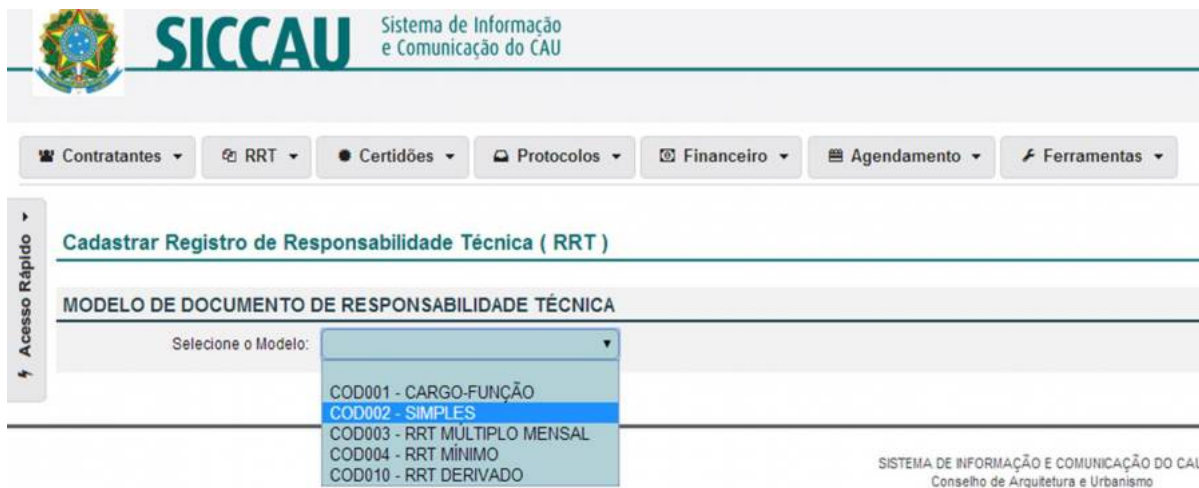 SICCAU
Sistema de Informação
e Comunicação do CAU
Contratantes RRT Certidões Protocolos Financeiro Agendamento Ferramentas
Acesso Rápido
Cadastrar Registro de Responsabilidade Técnica ( RRT )
MODELO DE DOCUMENTO DE RESPONSABILIDADE TÉCNICA
Selecione o Modelo:
COD001 - CARGO-FUNÇÃO
COD002 - SIMPLES
COD003 - RRT MÚLTIPLO MENSAL
COD004 - RRT MÍNIMO
COD010 - RRT DERIVADO
SISTEMA DE INFORMAÇÃO E COMUNICAÇÃO DO CAU
Conselho de Arquitetura e Urbanismo